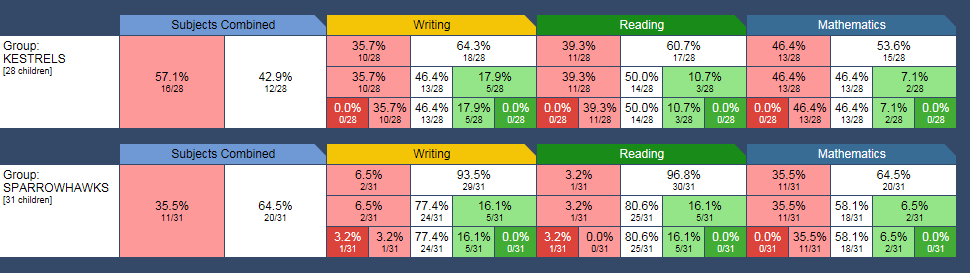 Subjects Combined Writing Reading Mathematics
Group:
KESTRELS
[28 children]
57.1% 42.9%
16/28 12/28
35.7% 64.3% 39.3% 60.7% 46.4% 53.6%
10/28 18/28 11/28 17/28 13/28 15/28
35.7% 46.4% 17.9% 39.3% 50.0% 10.7% 46.4% 46.4% 7.1%
10/28 13/28 5/28 11/28 14/28 3/28 13/28 13/28 2/28
0.0% 35.7% 46.4% 17.9% 0.0% 0.0% 39.3% 50.0% 10.7% 0.0% 0.0% 46.4% 46.4% 7.1% 0.0%
0/28 10/28 13/28 5/28 0/28 0/28 11/28 14/28 3/28 0/28 0/28 13/28 13/28 2/28 0/28
Subjects Combined Writing Reading Mathematics
Group:
SPARROWHAWKS
[31 children]
35.5% 64.5%
11/31 20/31
6.5% 93.5% 3.2% 96.8% 35.5% 64.5%
2/31 29/31 1/31 30/31 11/31 20/31
6.5% 77.4% 16.1% 3.2% 80.6% 16.1% 35.5% 58.1% 6.5%
2/31 24/31 5/31 1/31 25/31 5/31 11/31 18/31 2/31
3.2% 3.2% 77.4% 16.1% 0.0% 3.2% 0.0% 80.6% 16.1% 0.0% 0.0% 35.5% 58.1% 6.5% 0.0%
1/31 1/31 24/31 5/31 0/31 1/31 0/31 25/31 5/31 0/31 0/31 11/31 18/31 2/31 0/31